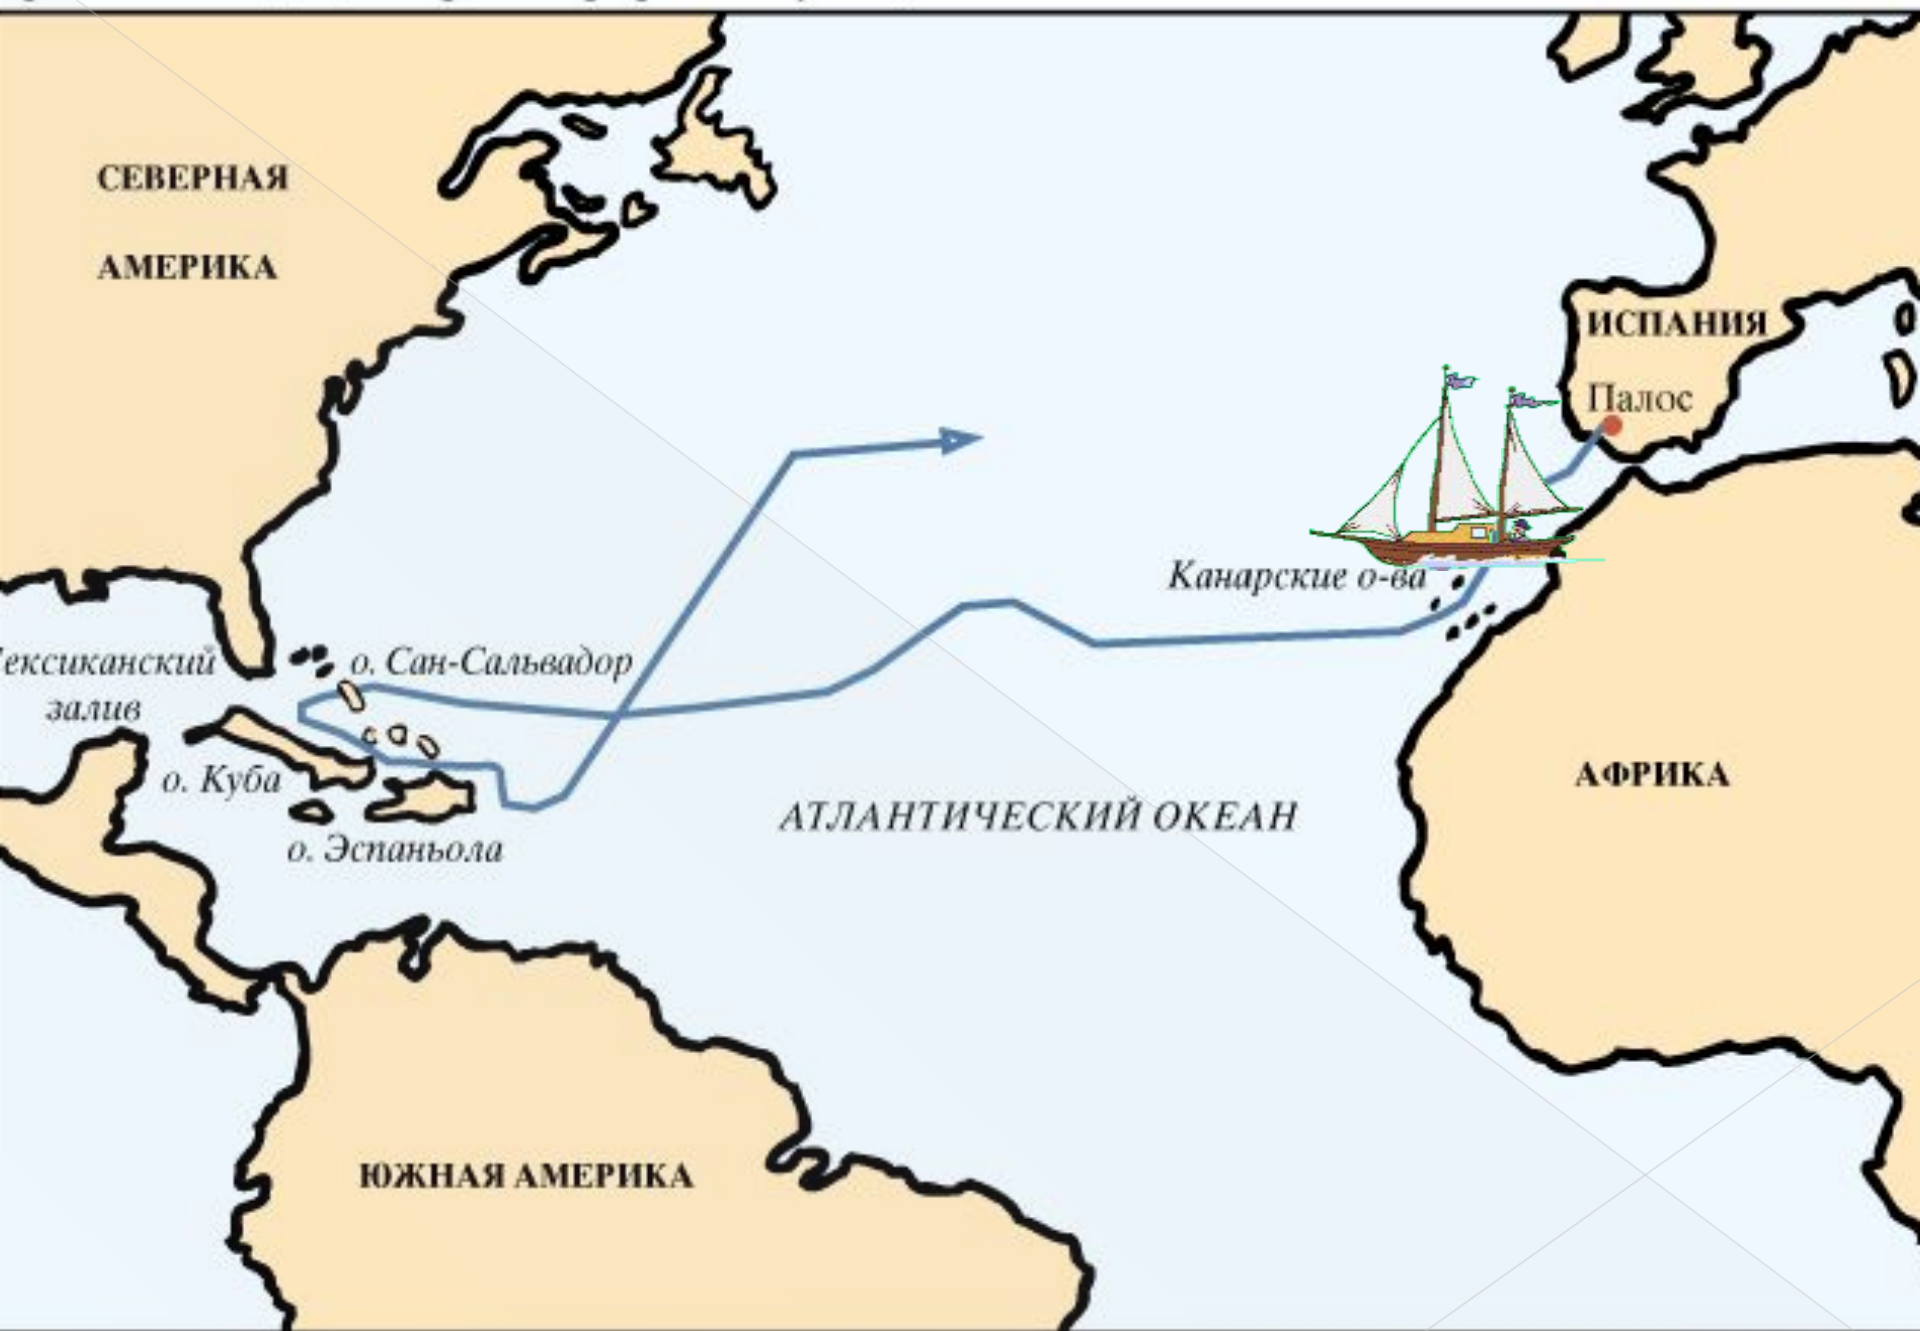 СЕВЕРНАЯ
АМЕРИКА
ИСПАНИЯ
Палос
Канарские о-ва
ексиканский
залив
о. Сан-Сальвадор
о. Куба
о. Эспаньола
АТЛАНТИЧЕСКИЙ ОКЕАН
АФРИКА
ЮЖНАЯ АМЕРИКА